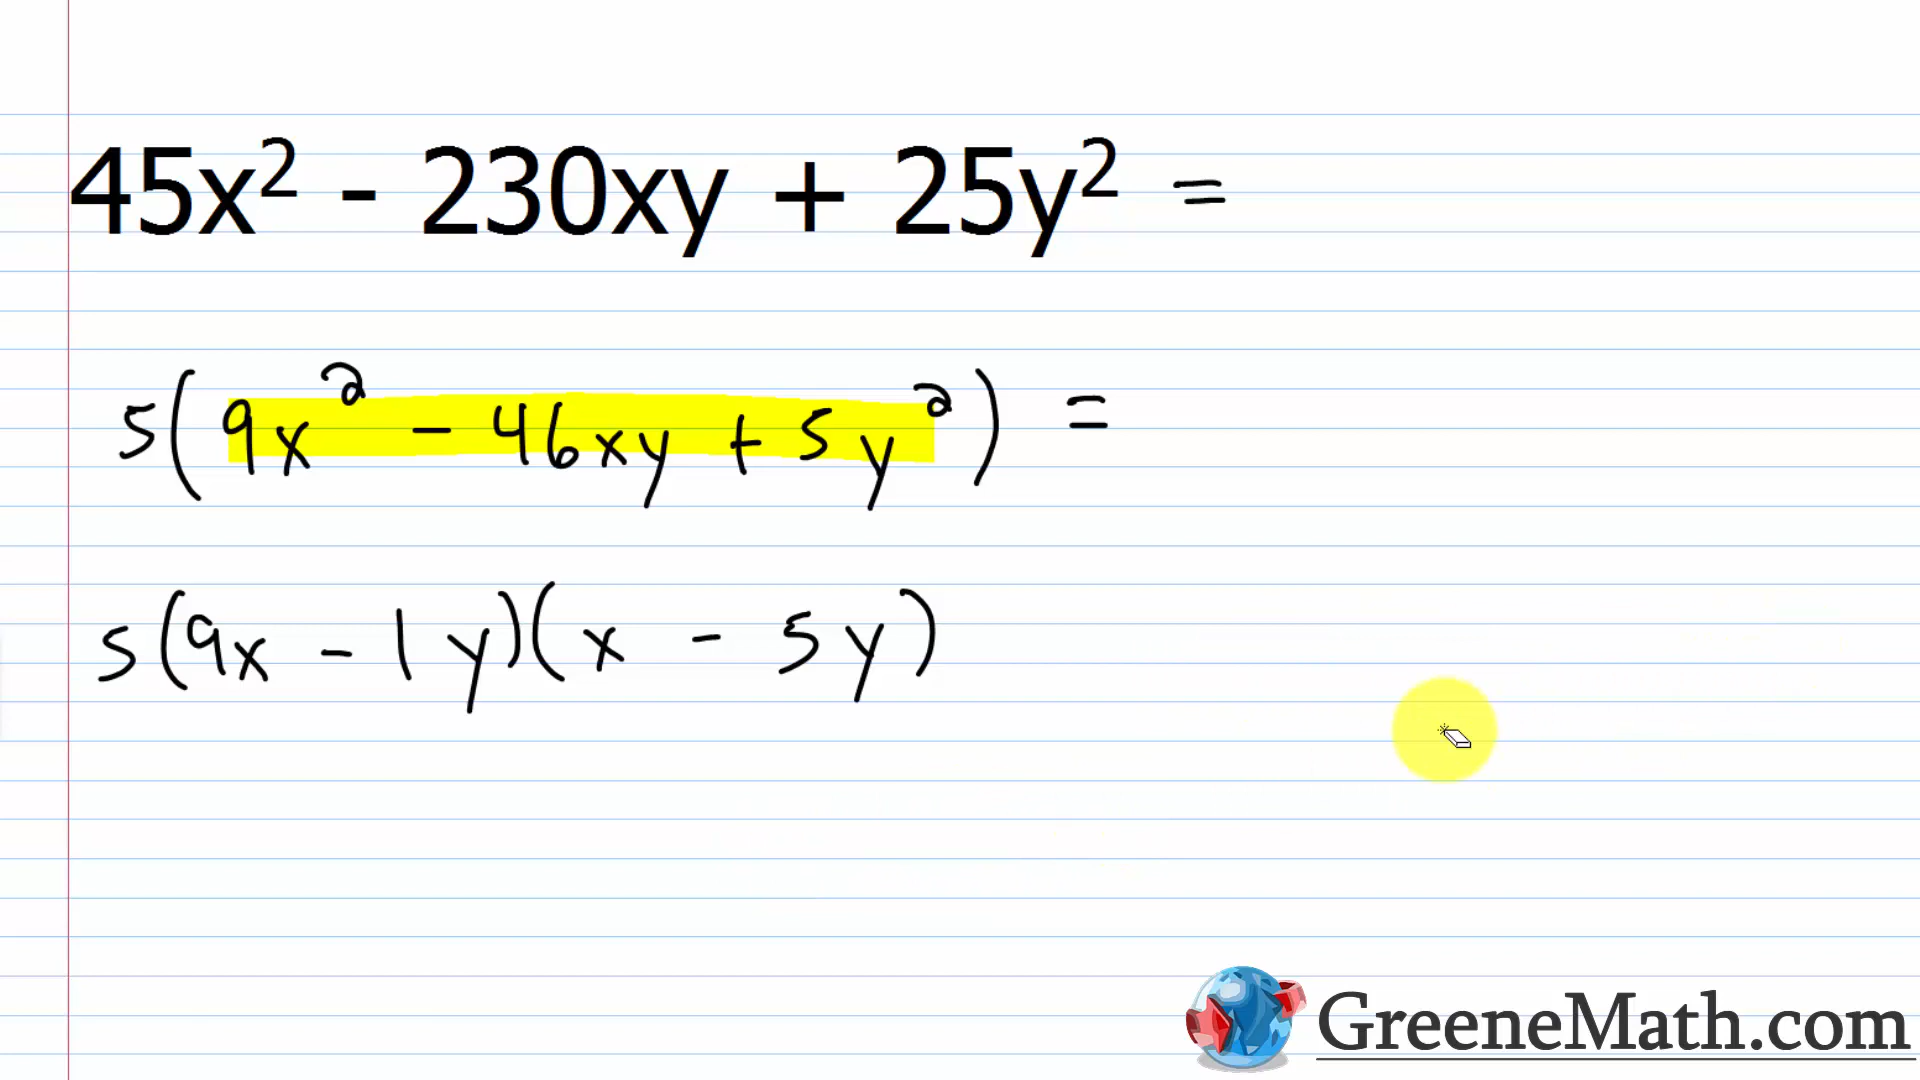 45x² - 230xy + 25y² =
5(9x² - 46xy + 5y²) =
5(9x - 1y)(x - 5y)
GreeneMath.com